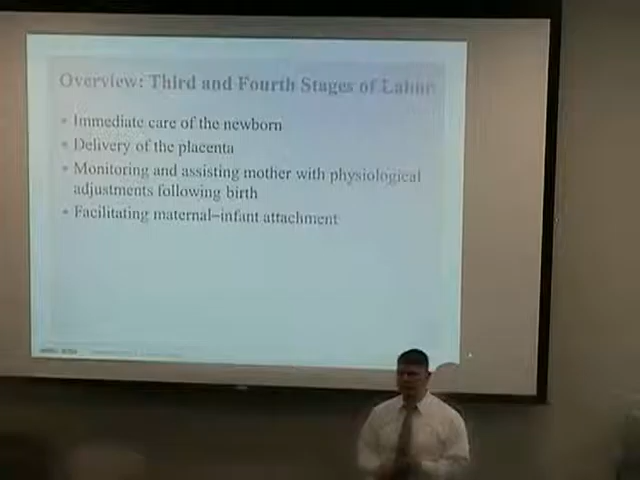 Overview: Third and Fourth Stages of Labor
• Immediate care of the newborn
• Delivery of the placenta
• Monitoring and assisting mother with physiological
adjustments following birth
• Facilitating maternal–infant attachment